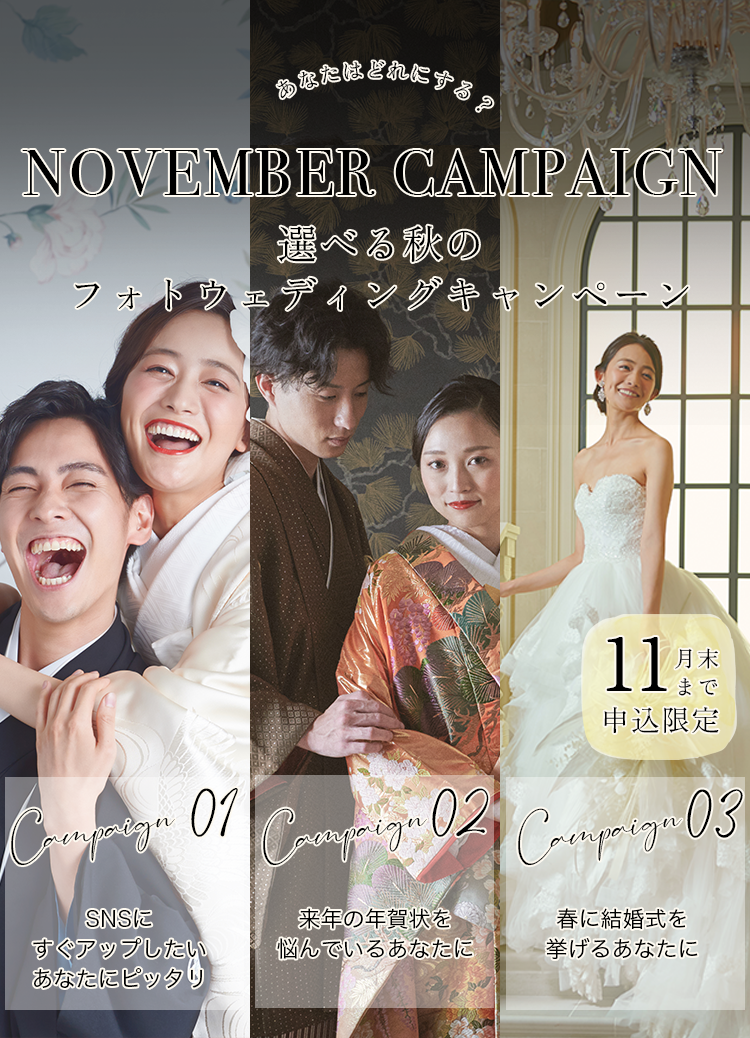 あなたはどれにする？
NOVEMBER CAMPAIGN
選べる秋の
フォトウェディングキャンペーン
11月末まで
申込限定
Campaign 01
SNSに
すぐアップしたい
あなたにピッタリ
Campaign 02
来年の年賀状を
悩んでいるあなたに
Campaign 03
春に結婚式を
挙げるあなたに